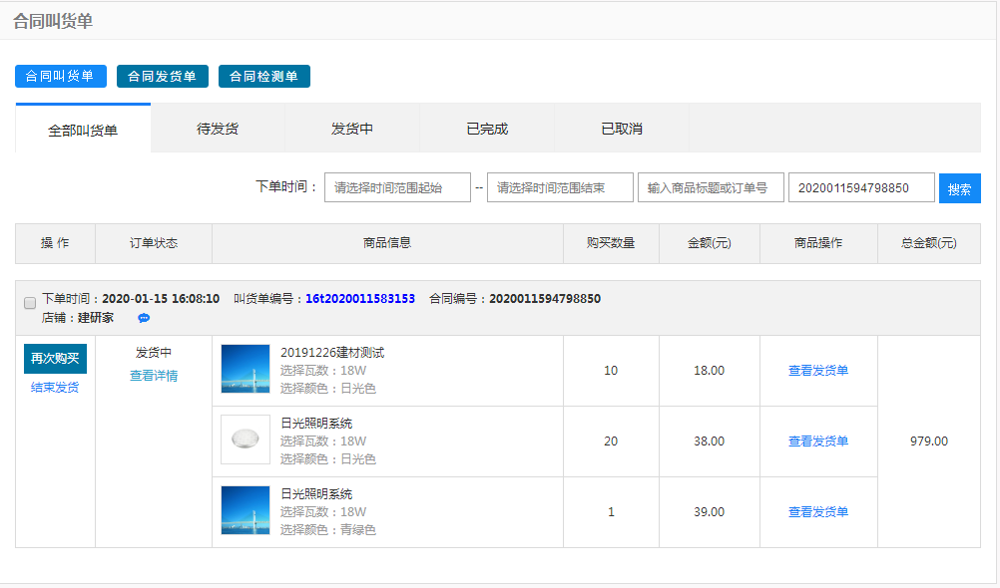 合同叫货单
合同叫货单 合同发货单 合同检测单
全部叫货单 待发货 发货中 已完成 已取消
下单时间： 请选择时间范围起始 -- 请选择时间范围结束 输入商品标题或订单号 2020011594798850 搜索
操 作 订单状态 商品信息 购买数量 金额(元) 商品操作 总金额(元)
下单时间：2020-01-15 16:08:10 叫货单编号：16t2020011583153 合同编号：2020011594798850
店铺：建研家
再次购买
结束发货
发货中
查看详情
20191226建材测试
选择瓦数：18W
选择颜色：日光色
10 18.00 查看发货单
日光照明系统
选择瓦数：18W
选择颜色：日光色
20 38.00 查看发货单 979.00
日光照明系统
选择瓦数：18W
选择颜色：青绿色
1 39.00 查看发货单